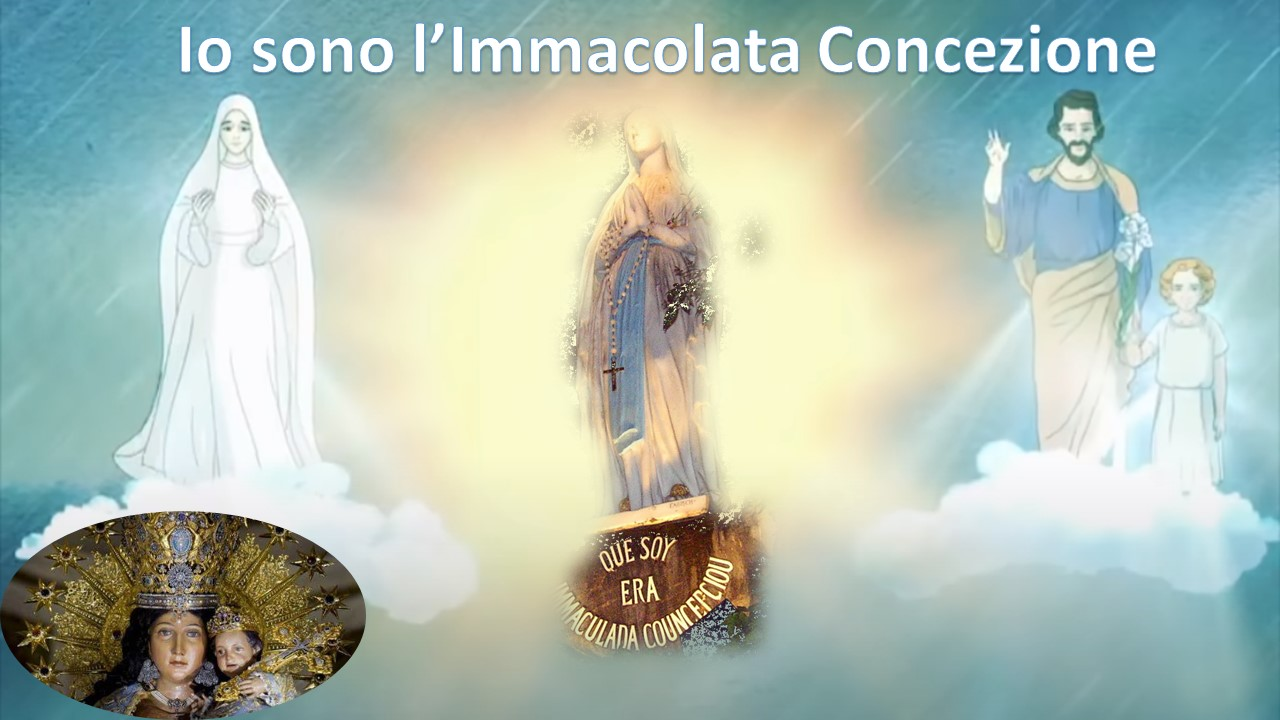 Io sono l’Immacolata Concezione
QUE SOY
ERA
IMMACULADA COUNCEPCIOU